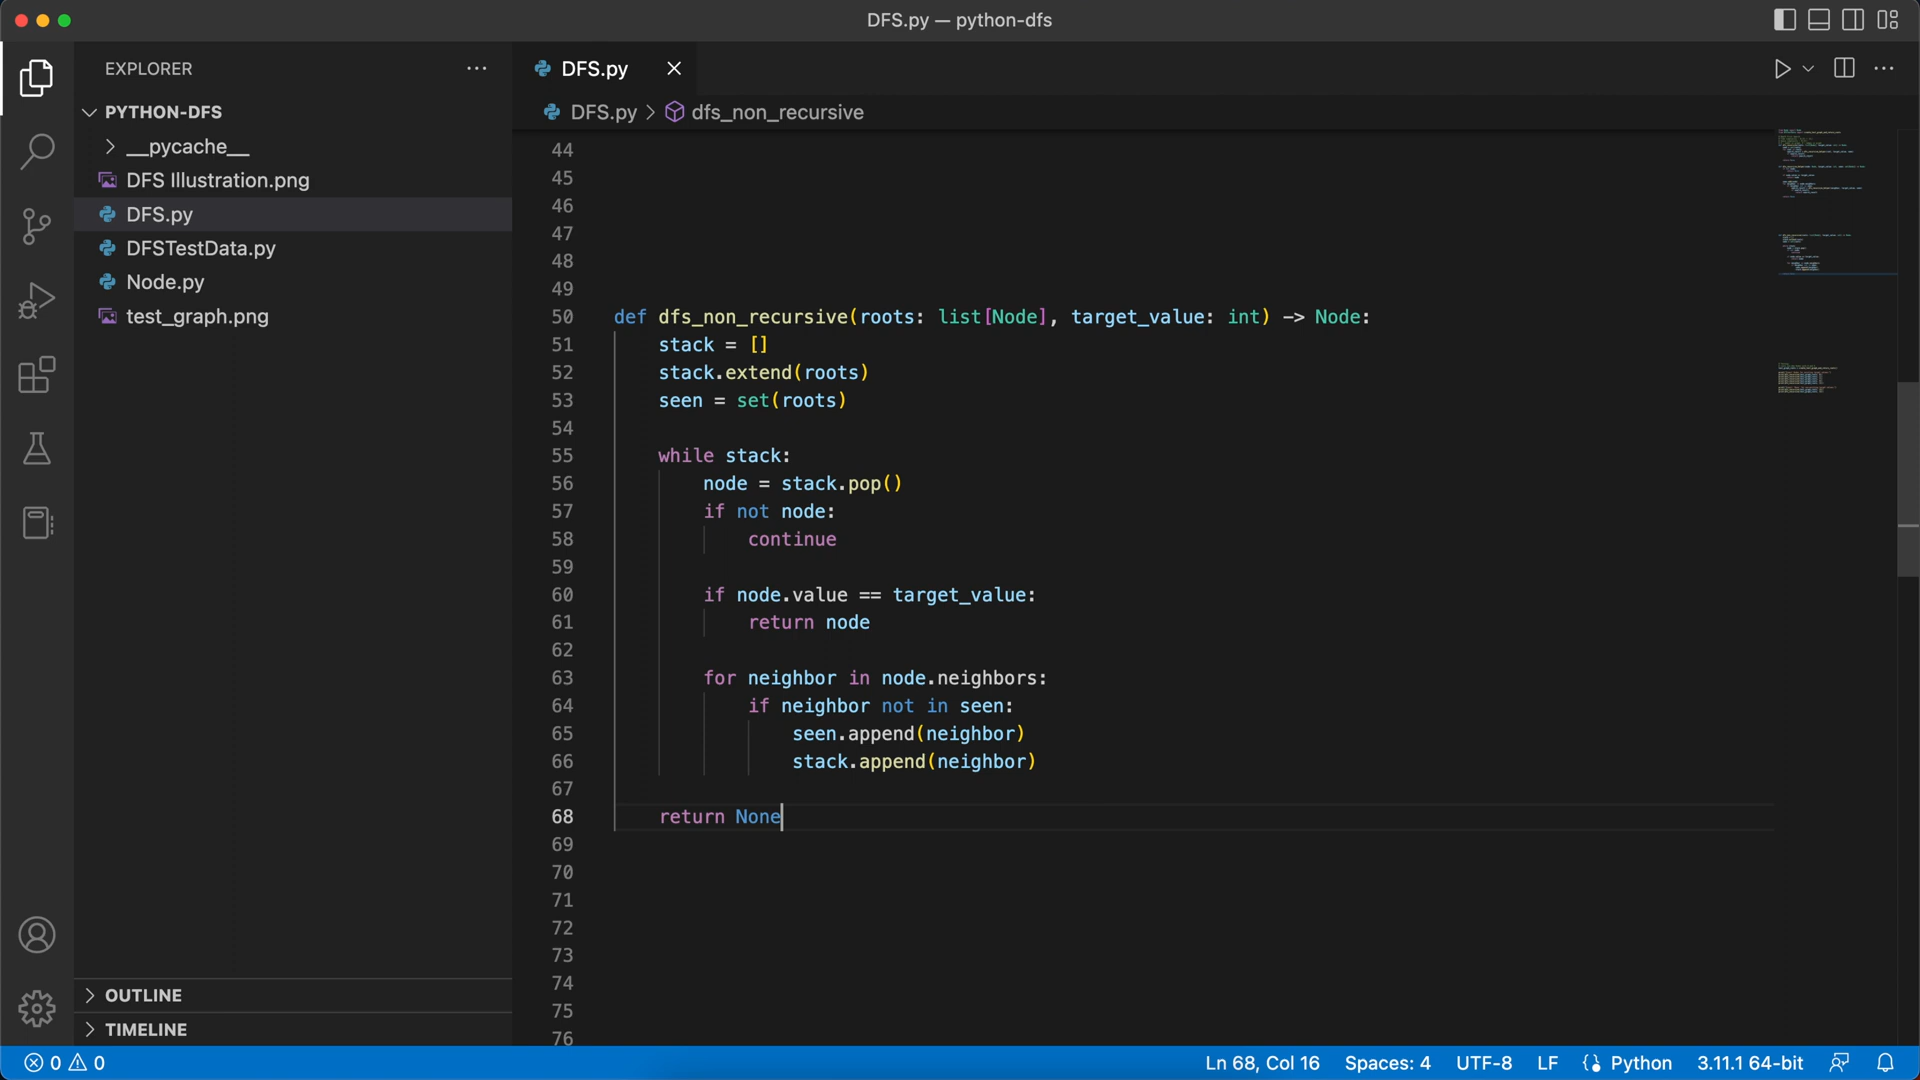 DFS.py — python-dfs
EXPLORER
PYTHON-DFS
__pycache__
DFS Illustration.png
DFS.py
DFSTestData.py
Node.py
test_graph.png
OUTLINE
TIMELINE
DFS.py
DFS.py > dfs_non_recursive
44
45
46
47
48
49
50 def dfs_non_recursive(roots: list[Node], target_value: int) -> Node:
51     stack = []
52     stack.extend(roots)
53     seen = set(roots)
54
55     while stack:
56         node = stack.pop()
57         if not node:
58             continue
59
60         if node.value == target_value:
61             return node
62
63         for neighbor in node.neighbors:
64             if neighbor not in seen:
65                 seen.append(neighbor)
66                 stack.append(neighbor)
67
68     return None
69
70
71
72
73
74
75
76
0 0
Ln 68, Col 16 Spaces: 4 UTF-8 LF Python 3.11.1 64-bit